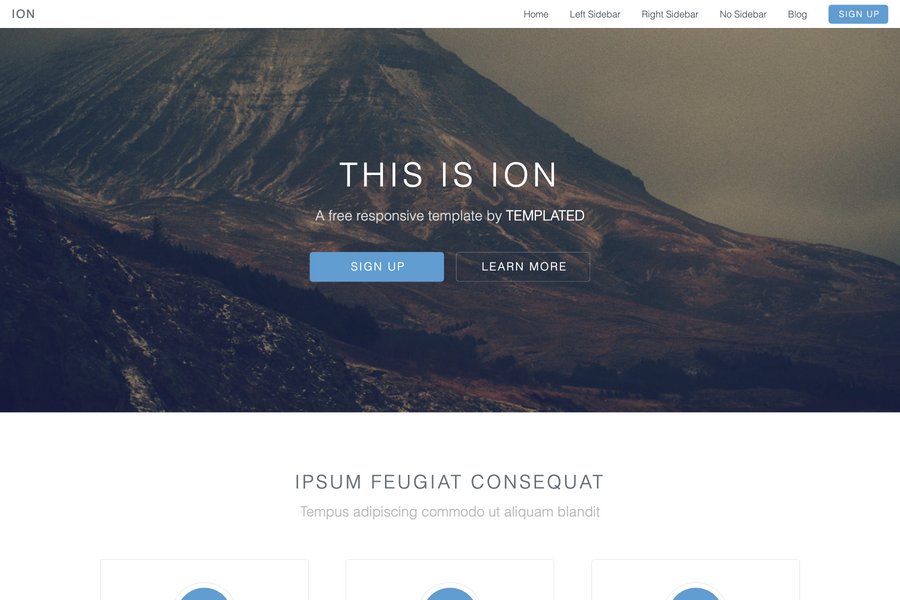 ION
Home Left Sidebar Right Sidebar No Sidebar Blog SIGN UP
THIS IS ION
A free responsive template by TEMPLATED
SIGN UP LEARN MORE
IPSUM FEUGIAT CONSEQUAT
Tempus adipiscing commodo ut aliquam blandit